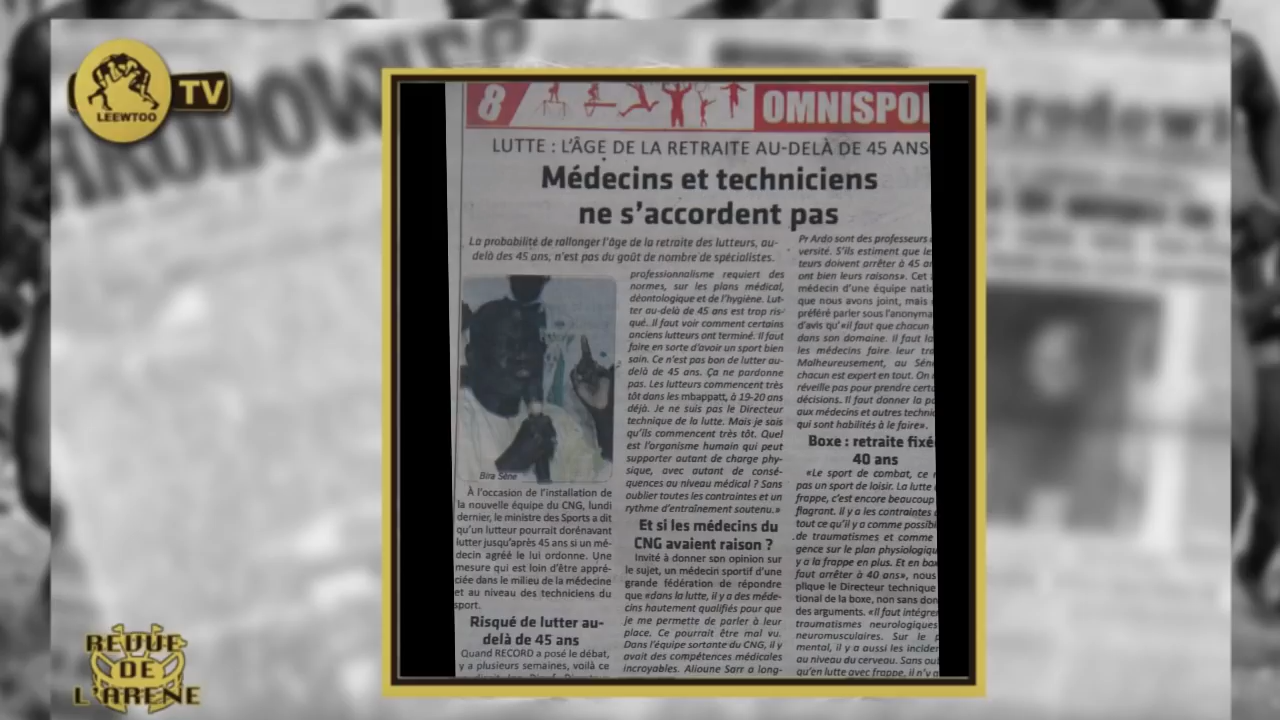 LEEWTOO
TV
REVUE
DE
L'ARENE
8
OMNISPOR
LUTTE : L'ÂGE DE LA RETRAITE AU-DELÀ DE 45 ANS
Médecins et techniciens
ne s'accordent pas
La probabilité de rallonger l'âge de la retraite des lutteurs, au-
delà des 45 ans, n'est pas du goût de nombre de spécialistes.
Bira Sène
À l'occasion de l'installation de
la nouvelle équipe du CNG, lundi
dernier, le ministre des Sports a dit
qu'un lutteur pourrait dorénavant
lutter jusqu'après 45 ans si un mé-
decin agréé le lui ordonne. Une
mesure qui est loin d'être appré-
ciée dans le milieu de la médecine
et au niveau des techniciens du
sport.
Risqué de lutter au-
delà de 45 ans
Quand RECORD a posé le débat,
y a plusieurs semaines, voilà ce
professionnalisme requiert des
normes, sur les plans médical,
déontologique et de l'hygiène. Lut-
ter au-delà de 45 ans est trop ris-
qué. Il faut voir comment certains
anciens lutteurs ont terminé. Il faut
faire en sorte d'avoir un sport bien
sain. Ce n'est pas bon de lutter au-
delà de 45 ans. Ça ne pardonne
pas. Les lutteurs commencent très
tôt dans les mbappatt, à 19-20 ans
déjà. Je ne suis pas le Directeur
technique de la lutte. Mais je sais
qu'ils commencent très tôt. Quel
est l'organisme humain qui peut
supporter autant de charge phy-
sique, avec autant de consé-
quences au niveau médical ? Sans
oublier toutes les contraintes et un
rythme d'entraînement soutenu.»
Et si les médecins du
CNG avaient raison ?
Invité à donner son opinion sur
le sujet, un médecin sportif d'une
grande fédération de répondre
que «dans la lutte, il y a des méde-
cins hautement qualifiés pour que
je me permette de parler à leur
place. Ce pourrait être mal vu.
Dans l'équipe sortante du CNG, il y
avait des compétences médicales
incroyables. Alioune Sarr a long-
Pr Ardo sont des professeurs
versité. S'ils estiment que le
teurs doivent arrêter à 45 a
ont bien leurs raisons». Cet
médecin d'une équipe natio
que nous avons joint, mais
préféré parler sous l'anonyma
d'avis qu'«il faut que chacun
dans son domaine. Il faut la
les médecins faire leur tra
Malheureusement, au Séné
chacun est expert en tout. On
réveille pas pour prendre certa
décisions. Il faut donner la pa
aux médecins et autres techni
qui sont habilités à le faire».
Boxe : retraite fixé
40 ans
«Le sport de combat, ce n
pas un sport de loisir. La lutte
frappe, c'est encore beaucoup
flagrant. Il y a les contraintes
tout ce qu'il y a comme possibi
de traumatismes et comme
gence sur le plan physiologiqu
y a la frappe en plus. Et en box
faut arrêter à 40 ans», nous
plique le Directeur technique
tional de la boxe, non sans don
des arguments. «Il faut intégrer
traumatismes neurologiques
neuromusculaires. Sur le p
mental, il y a aussi les inciden
au niveau du cerveau. Sans oub
qu'en lutte avec frappe, il n'y a